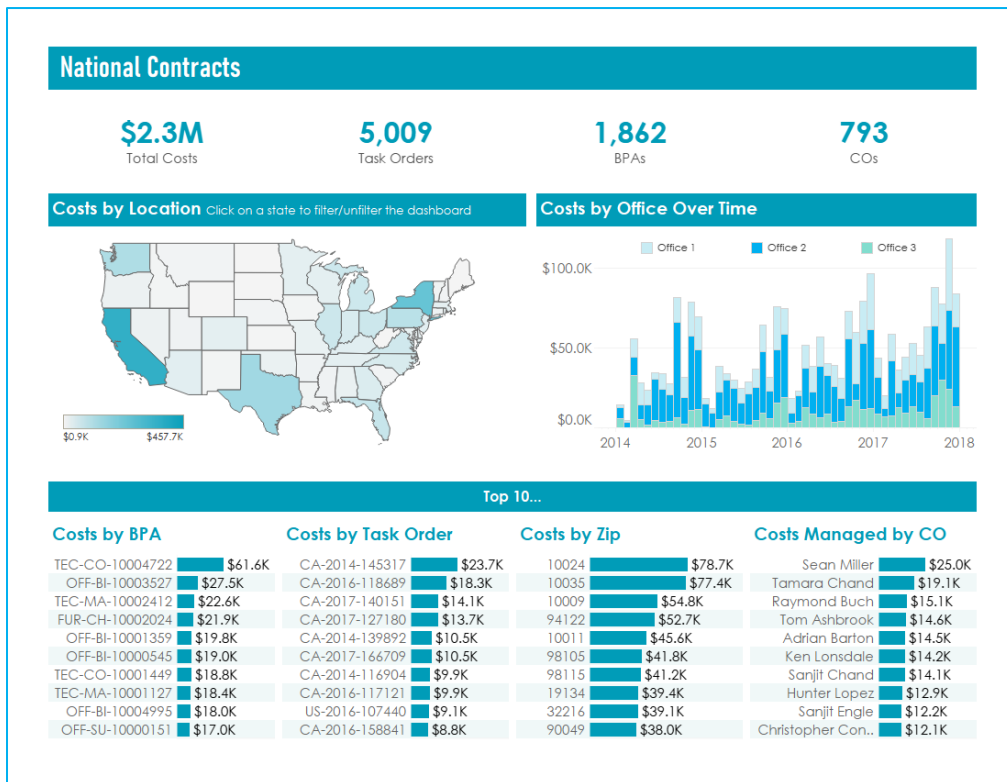 National Contracts
$2.3M
Total Costs
5,009
Task Orders
1,862
BPAs
793
COs
Costs by Location Click on a state to filter/unfilter the dashboard
$0.9K
$457.7K
Costs by Office Over Time
Office 1
Office 2
Office 3
$100.0K
$50.0K
$0.0K
2014
2015
2016
2017
2018
Top 10...
Costs by BPA
TEC-CO-10004722 $61.6K
OFF-BI-10003527 $27.5K
TEC-MA-10002412 $22.6K
FUR-CH-10002024 $21.9K
OFF-BI-10001359 $19.8K
OFF-BI-10000545 $19.0K
TEC-CO-10001449 $18.8K
TEC-MA-10001127 $18.4K
OFF-BI-10004995 $18.0K
OFF-SU-10000151 $17.0K
Costs by Task Order
CA-2014-145317 $23.7K
CA-2016-118689 $18.3K
CA-2017-140151 $14.1K
CA-2017-127180 $13.7K
CA-2014-139892 $10.5K
CA-2017-166709 $10.5K
CA-2014-116904 $9.9K
CA-2016-117121 $9.9K
US-2016-107440 $9.1K
CA-2016-158841 $8.8K
Costs by Zip
10024 $78.7K
10035 $77.4K
10009 $54.8K
94122 $52.7K
10011 $45.6K
98105 $41.8K
98115 $41.2K
19134 $39.4K
32216 $39.1K
90049 $38.0K
Costs Managed by CO
Sean Miller $25.0K
Tamara Chand $19.1K
Raymond Buch $15.1K
Tom Ashbrook $14.6K
Adrian Barton $14.5K
Ken Lonsdale $14.2K
Sanjit Chand $14.1K
Hunter Lopez $12.9K
Sanjit Engle $12.2K
Christopher Con.. $12.1K